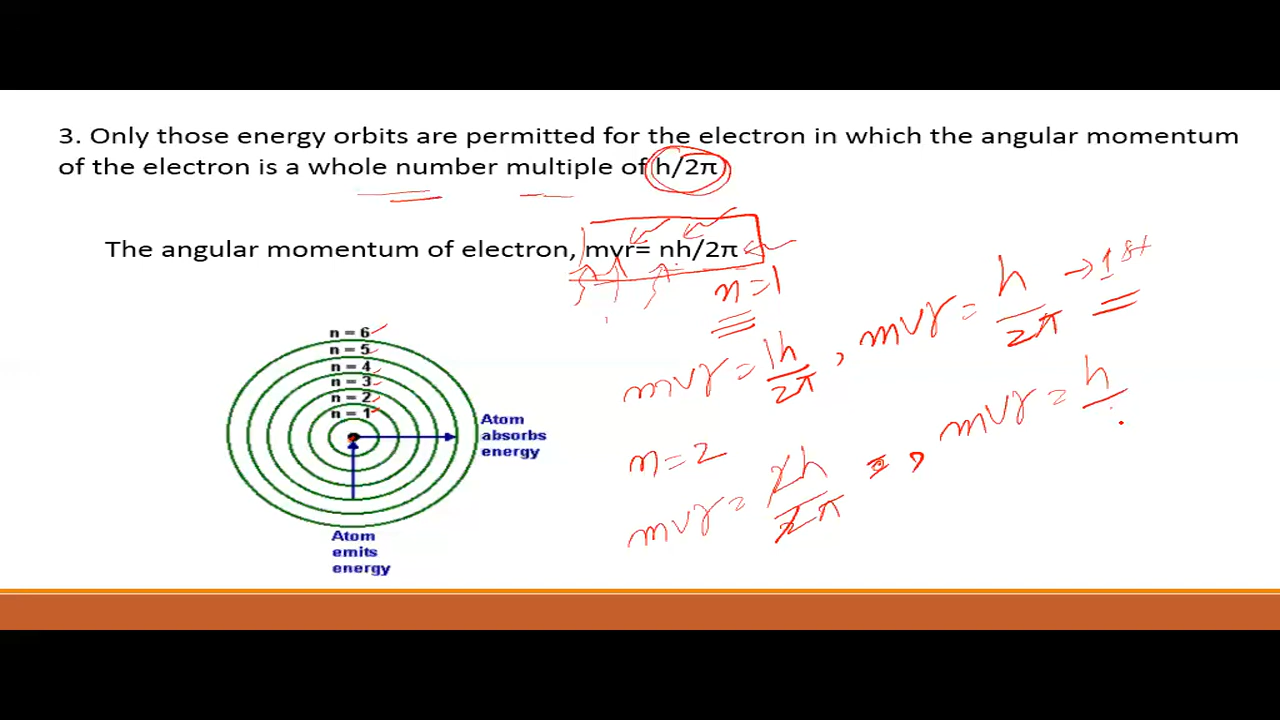 3. Only those energy orbits are permitted for the electron in which the angular momentum
of the electron is a whole number multiple of h/2π
The angular momentum of electron, mvr= nh/2π
n = 1
mvr = 1h/2π , mvr = h/2π → 1st
n = 2
mvr = 2h/2π = , mvr = h/
n = 6
n = 5
n = 4
n = 3
n = 2
n = 1
Atom
absorbs
energy
Atom
emits
energy